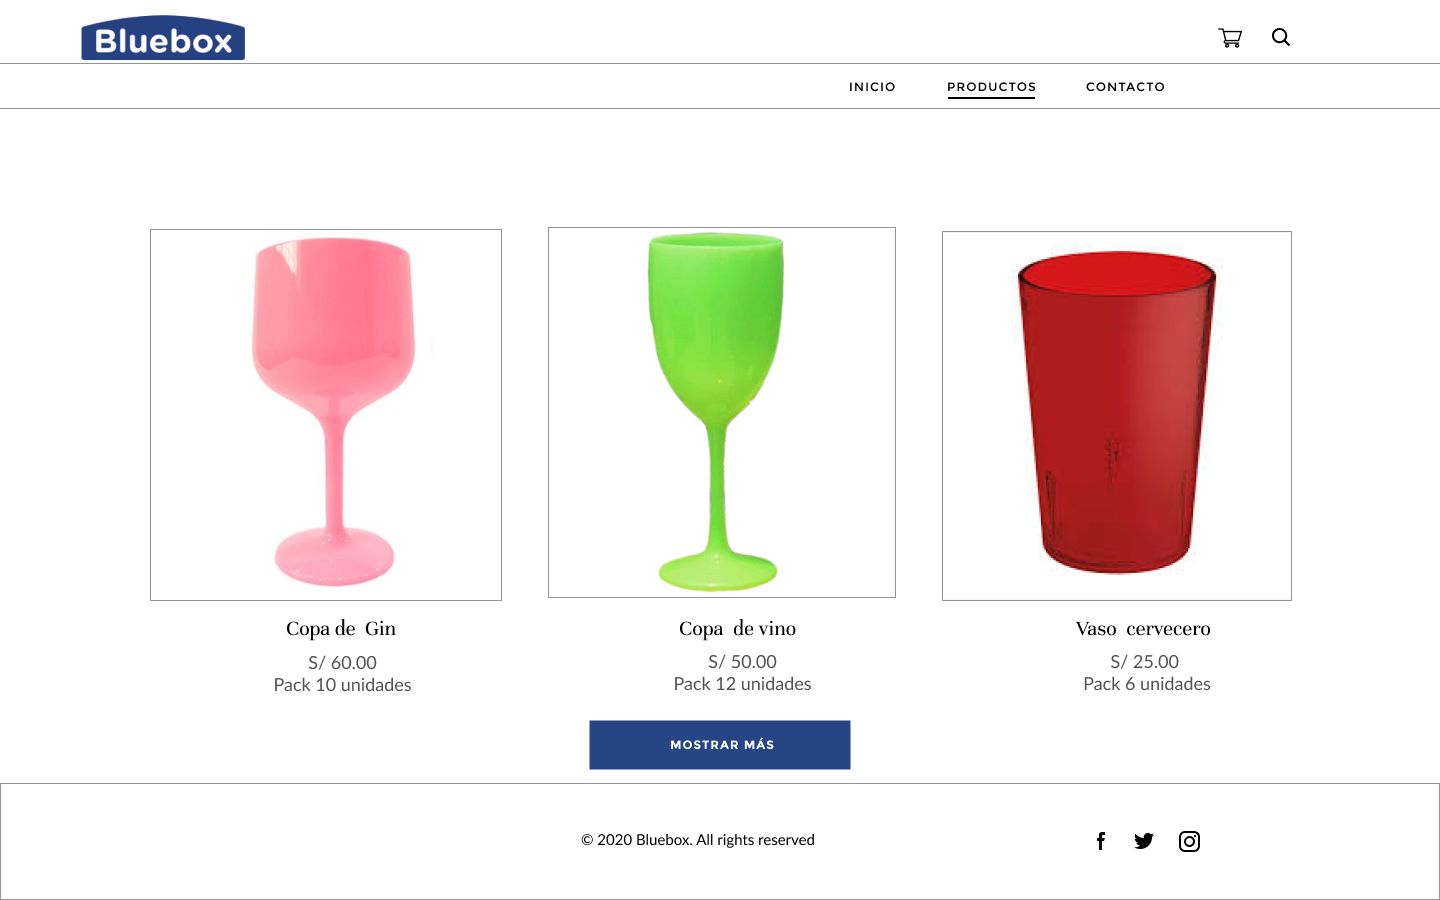 Bluebox
INICIO PRODUCTOS CONTACTO
Copa de Gin
S/ 60.00
Pack 10 unidades
Copa de vino
S/ 50.00
Pack 12 unidades
Vaso cervecero
S/ 25.00
Pack 6 unidades
MOSTRAR MÁS
© 2020 Bluebox. All rights reserved